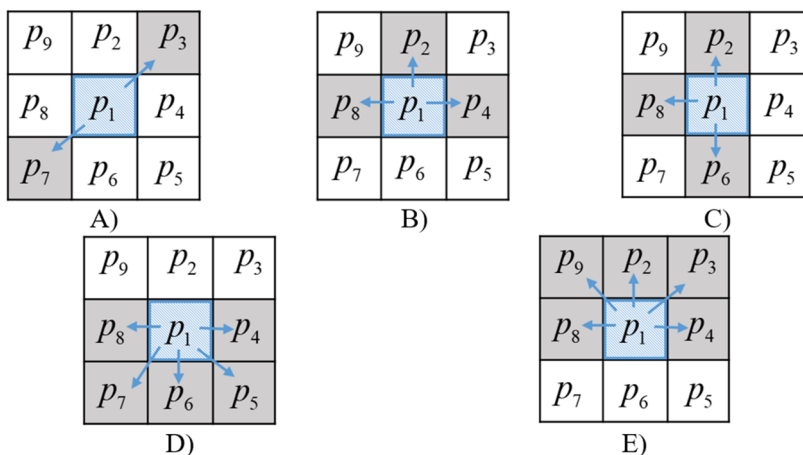 p₉ p₂ p₃
p₈ p₁ p₄
p₇ p₆ p₅
A)
p₉ p₂ p₃
p₈ p₁ p₄
p₇ p₆ p₅
B)
p₉ p₂ p₃
p₈ p₁ p₄
p₇ p₆ p₅
C)
p₉ p₂ p₃
p₈ p₁ p₄
p₇ p₆ p₅
D)
p₉ p₂ p₃
p₈ p₁ p₄
p₇ p₆ p₅
E)